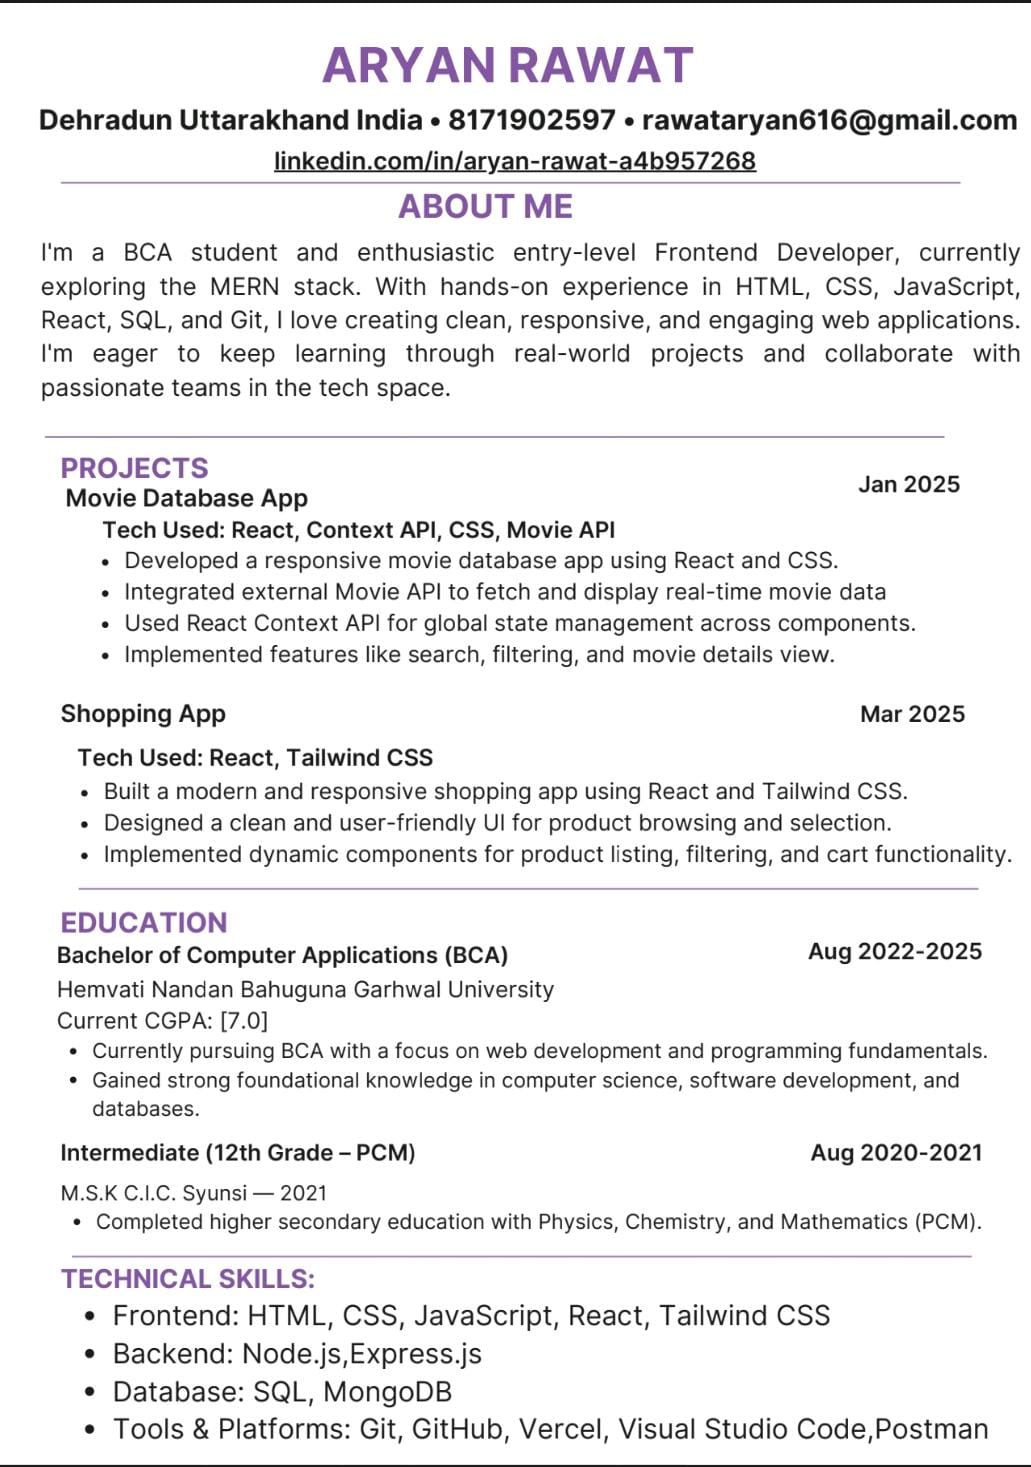 ARYAN RAWAT
Dehradun Uttarakhand India • 8171902597 • rawataryan616@gmail.com
linkedin.com/in/aryan-rawat-a4b957268
ABOUT ME
I'm a BCA student and enthusiastic entry-level Frontend Developer, currently
exploring the MERN stack. With hands-on experience in HTML, CSS, JavaScript,
React, SQL, and Git, I love creating clean, responsive, and engaging web applications.
I'm eager to keep learning through real-world projects and collaborate with
passionate teams in the tech space.
PROJECTS
Movie Database App Jan 2025
Tech Used: React, Context API, CSS, Movie API
• Developed a responsive movie database app using React and CSS.
• Integrated external Movie API to fetch and display real-time movie data
• Used React Context API for global state management across components.
• Implemented features like search, filtering, and movie details view.
Shopping App Mar 2025
Tech Used: React, Tailwind CSS
• Built a modern and responsive shopping app using React and Tailwind CSS.
• Designed a clean and user-friendly UI for product browsing and selection.
• Implemented dynamic components for product listing, filtering, and cart functionality.
EDUCATION
Bachelor of Computer Applications (BCA) Aug 2022-2025
Hemvati Nandan Bahuguna Garhwal University
Current CGPA: [7.0]
• Currently pursuing BCA with a focus on web development and programming fundamentals.
• Gained strong foundational knowledge in computer science, software development, and
databases.
Intermediate (12th Grade – PCM) Aug 2020-2021
M.S.K C.I.C. Syunsi — 2021
• Completed higher secondary education with Physics, Chemistry, and Mathematics (PCM).
TECHNICAL SKILLS:
• Frontend: HTML, CSS, JavaScript, React, Tailwind CSS
• Backend: Node.js,Express.js
• Database: SQL, MongoDB
• Tools & Platforms: Git, GitHub, Vercel, Visual Studio Code,Postman